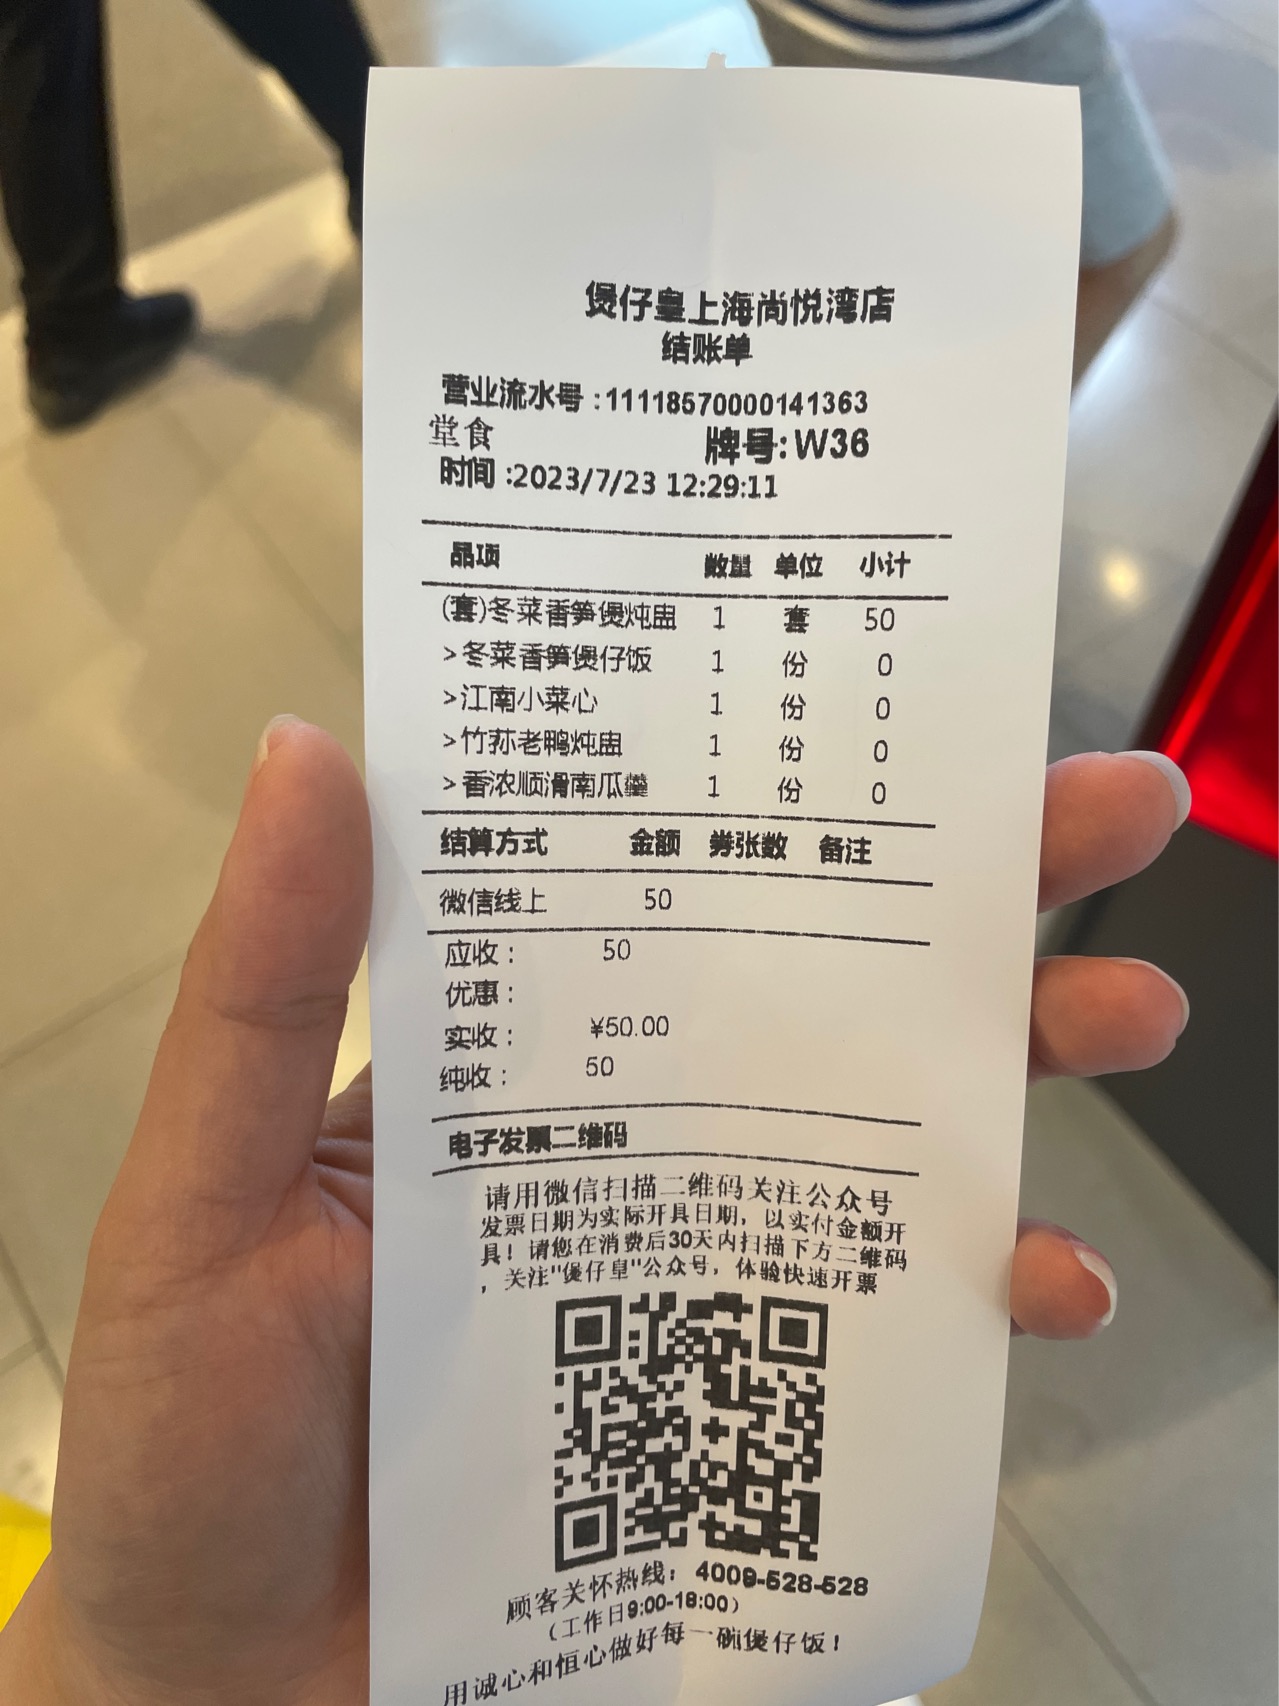 煲仔皇上海尚悦湾店
结账单
营业流水号:11118570000141363
堂食 牌号:W36
时间:2023/7/23 12:29:11
品项 数量 单位 小计
(套)冬菜香笋煲炖盅 1 套 50
>冬菜香笋煲仔饭 1 份 0
>江南小菜心 1 份 0
>竹荪老鸭炖盅 1 份 0
>香浓顺滑南瓜羹 1 份 0
结算方式 金额 券张数 备注
微信线上 50
应收: 50
优惠:
实收: ¥50.00
纯收: 50
电子发票二维码
请用微信扫描二维码关注公众号
发票日期为实际开具日期，以实付金额开
具！请您在消费后30天内扫描下方二维码
，关注"煲仔皇"公众号，体验快速开票
顾客关怀热线：4009-528-528
（工作日9:00-18:00）
用诚心和恒心做好每一碗煲仔饭！